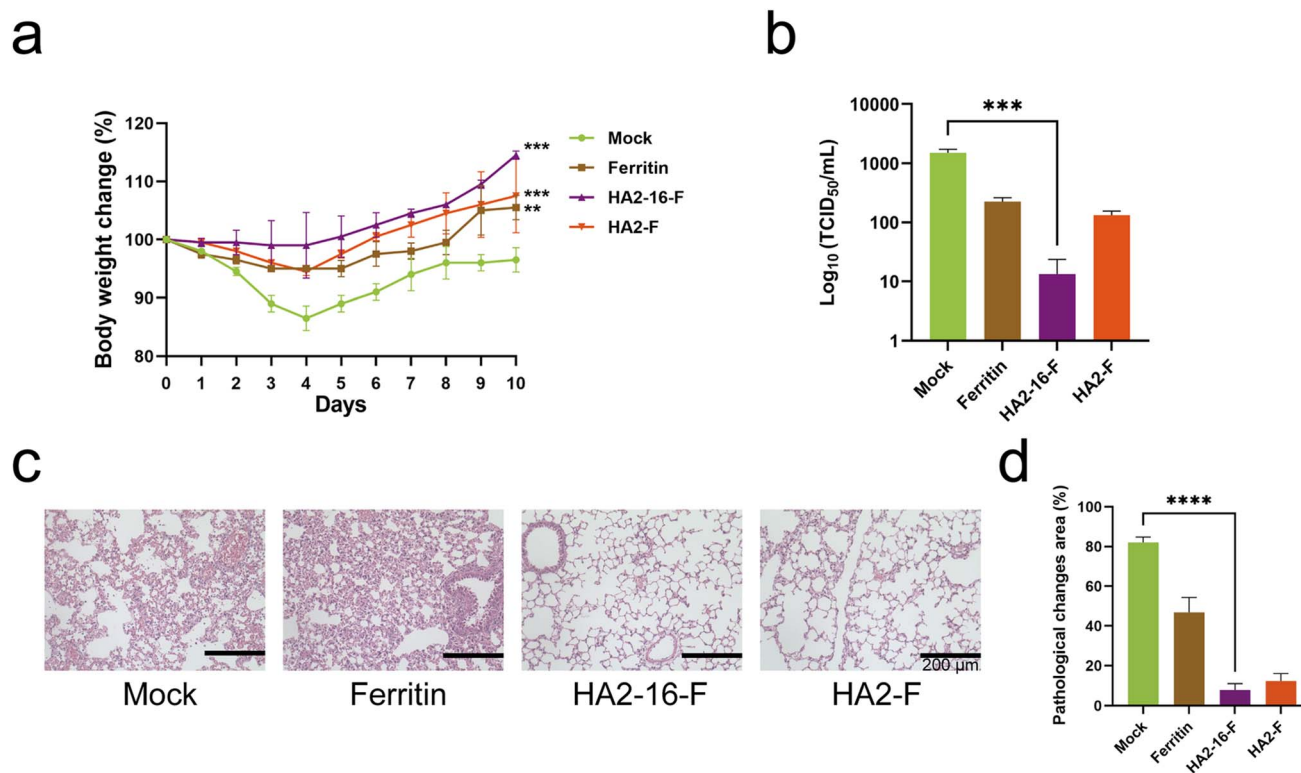 a
Body weight change (%)
120
110
100
90
80
0 1 2 3 4 5 6 7 8 9 10
Days
***
***
**
Mock
Ferritin
HA2-16-F
HA2-F
b
Log10 (TCID50/mL)
10000
1000
100
10
1
***
Mock Ferritin HA2-16-F HA2-F
c
200 μm
Mock Ferritin HA2-16-F HA2-F
d
Pathological changes area (%)
100
80
60
40
20
0
****
Mock Ferritin HA2-16-F HA2-F